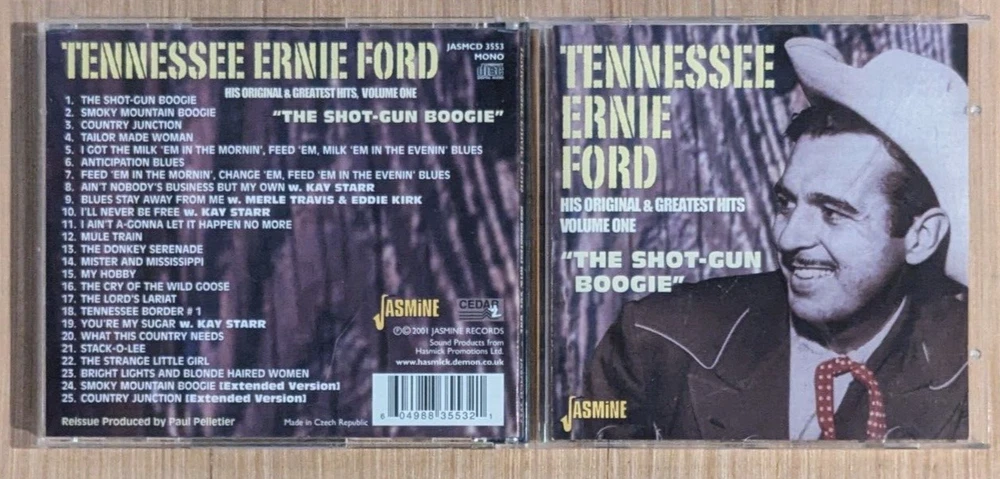 TENNESSEE ERNIE FORD
JASMCD 3553
MONO
COMPACT
disc
DIGITAL AUDIO
HIS ORIGINAL & GREATEST HITS, VOLUME ONE
"THE SHOT-GUN BOOGIE"
1. THE SHOT-GUN BOOGIE
2. SMOKY MOUNTAIN BOOGIE
3. COUNTRY JUNCTION
4. TAILOR MADE WOMAN
5. I GOT THE MILK 'EM IN THE MORNIN', FEED 'EM, MILK 'EM IN THE EVENIN' BLUES
6. ANTICIPATION BLUES
7. FEED 'EM IN THE MORNIN', CHANGE 'EM, FEED 'EM IN THE EVENIN' BLUES
8. AIN'T NOBODY'S BUSINESS BUT MY OWN w. KAY STARR
9. BLUES STAY AWAY FROM ME w. MERLE TRAVIS & EDDIE KIRK
10. I'LL NEVER BE FREE w. KAY STARR
11. I AIN'T A-GONNA LET IT HAPPEN NO MORE
12. MULE TRAIN
13. THE DONKEY SERENADE
14. MISTER AND MISSISSIPPI
15. MY HOBBY
16. THE CRY OF THE WILD GOOSE
17. THE LORD'S LARIAT
18. TENNESSEE BORDER # 1
19. YOU'RE MY SUGAR w. KAY STARR
20. WHAT THIS COUNTRY NEEDS
21. STACK-O-LEE
22. THE STRANGE LITTLE GIRL
23. BRIGHT LIGHTS AND BLONDE HAIRED WOMEN
24. SMOKY MOUNTAIN BOOGIE [Extended Version]
25. COUNTRY JUNCTION [Extended Version]
Reissue Produced by Paul Pelletier
Made in Czech Republic
JASMiNE
CEDAR
2
℗©2001 JASMINE RECORDS
Sound Products from
Hasmick Promotions Ltd.
www.hasmick.demon.co.uk
6 04988 35532 1
TENNESSEE
ERNIE
FORD
HIS ORIGINAL & GREATEST HITS
VOLUME ONE
"THE SHOT-GUN
BOOGIE"
JASMiNE